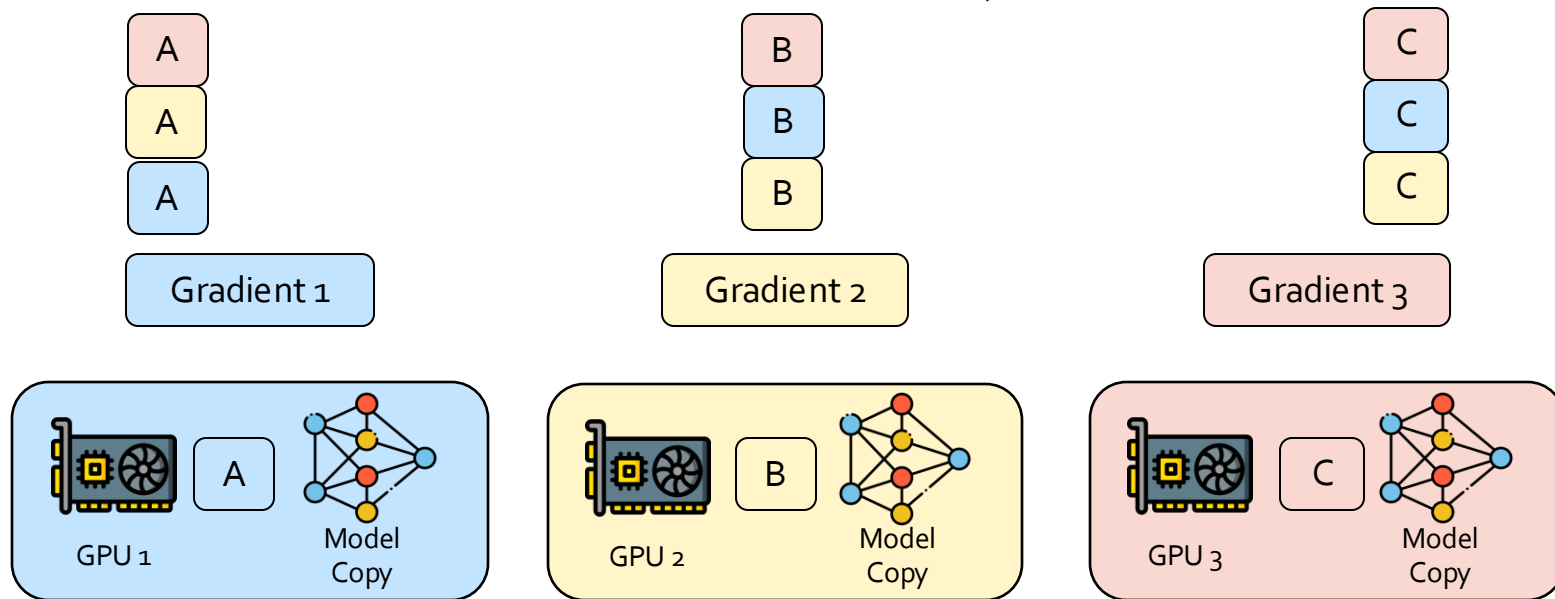 A
B
C
A
B
C
A
B
C
Gradient 1
Gradient 2
Gradient 3
A
B
C
GPU 1
Model
Copy
GPU 2
Model
Copy
GPU 3
Model
Copy